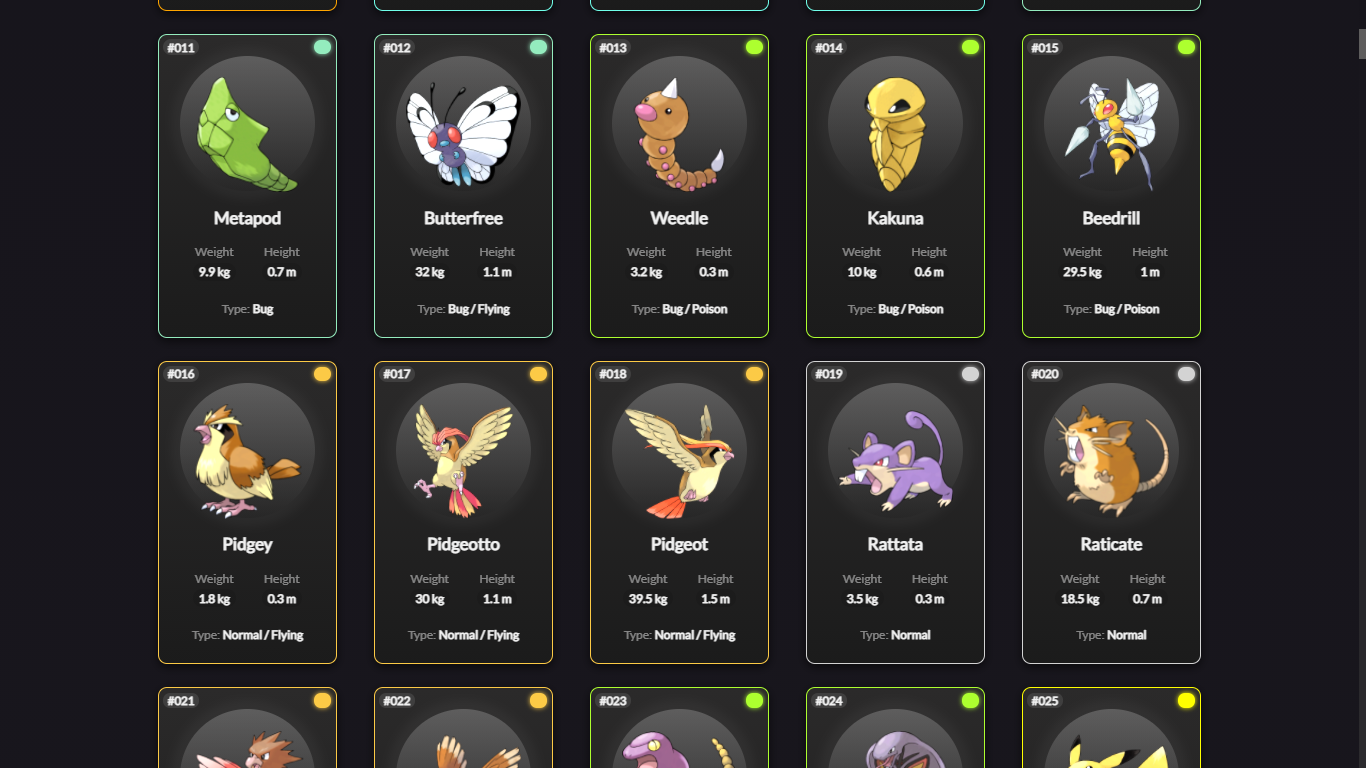 #011 #012 #013 #014 #015
Metapod Butterfree Weedle Kakuna Beedrill
Weight Height Weight Height Weight Height Weight Height Weight Height
9.9 kg 0.7 m 32 kg 1.1 m 3.2 kg 0.3 m 10 kg 0.6 m 29.5 kg 1 m
Type: Bug Type: Bug / Flying Type: Bug / Poison Type: Bug / Poison Type: Bug / Poison
#016 #017 #018 #019 #020
Pidgey Pidgeotto Pidgeot Rattata Raticate
Weight Height Weight Height Weight Height Weight Height Weight Height
1.8 kg 0.3 m 30 kg 1.1 m 39.5 kg 1.5 m 3.5 kg 0.3 m 18.5 kg 0.7 m
Type: Normal / Flying Type: Normal / Flying Type: Normal / Flying Type: Normal Type: Normal
#021 #022 #023 #024 #025